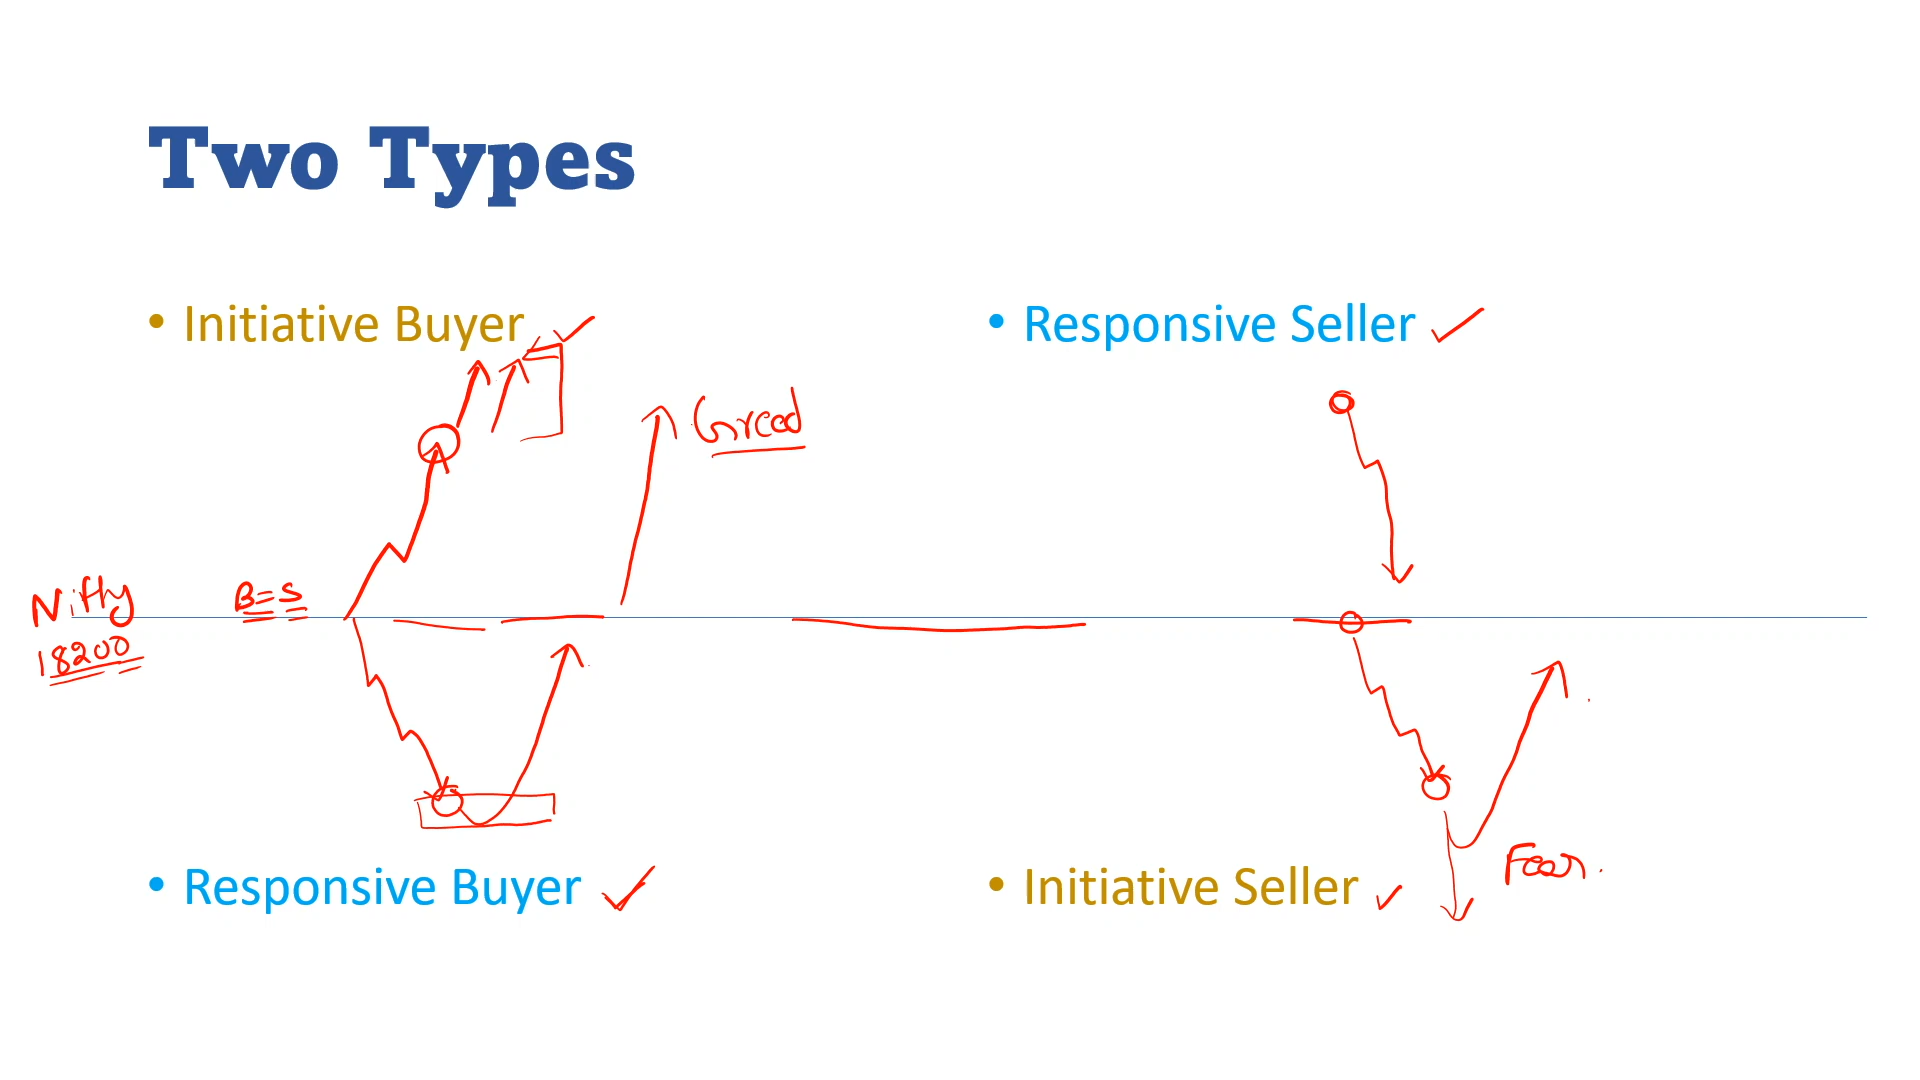 Two Types
• Initiative Buyer
• Responsive Seller
Greed
Nifty
B=S
18200
Fear.
• Responsive Buyer
• Initiative Seller